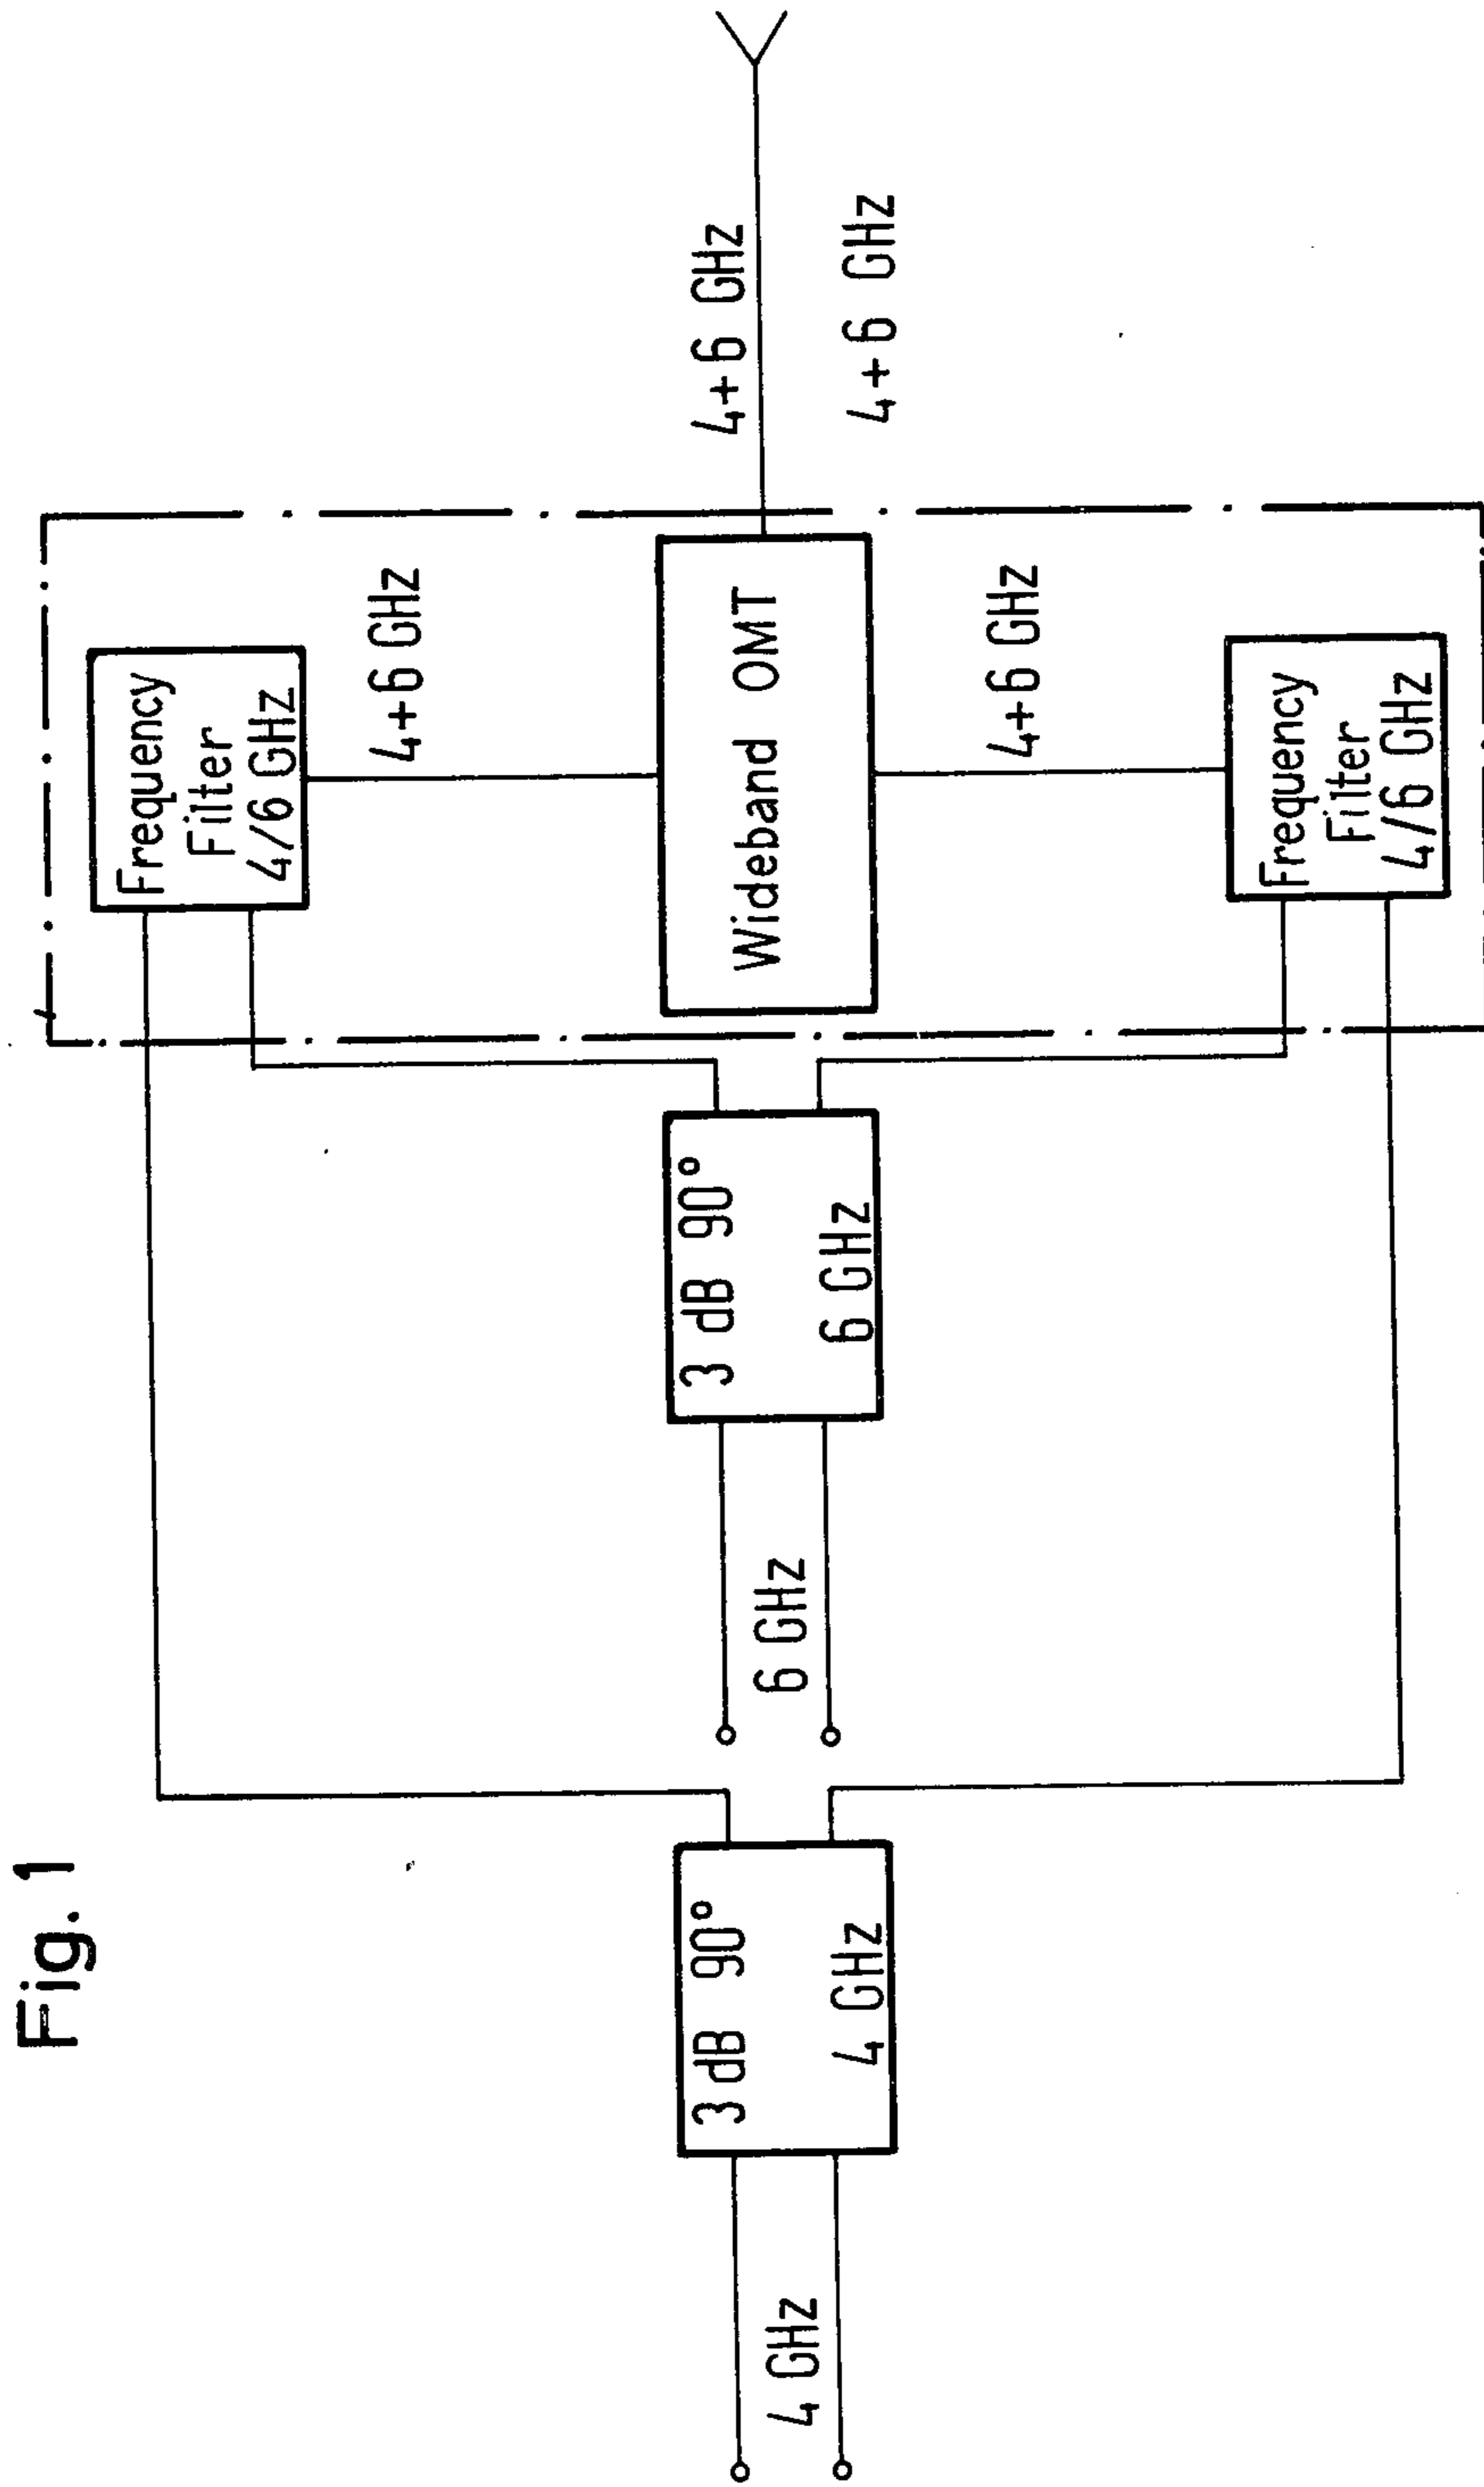 Fig. 1
4 GHz
3 dB 90°
4 GHz
6 GHz
3 dB 90°
6 GHz
Frequency
Filter
4/6 GHz
4+6 GHz
Wideband OMT
4+6 GHz
Frequency
Filter
4/6 GHz
4+6 GHz
4+6 GHz